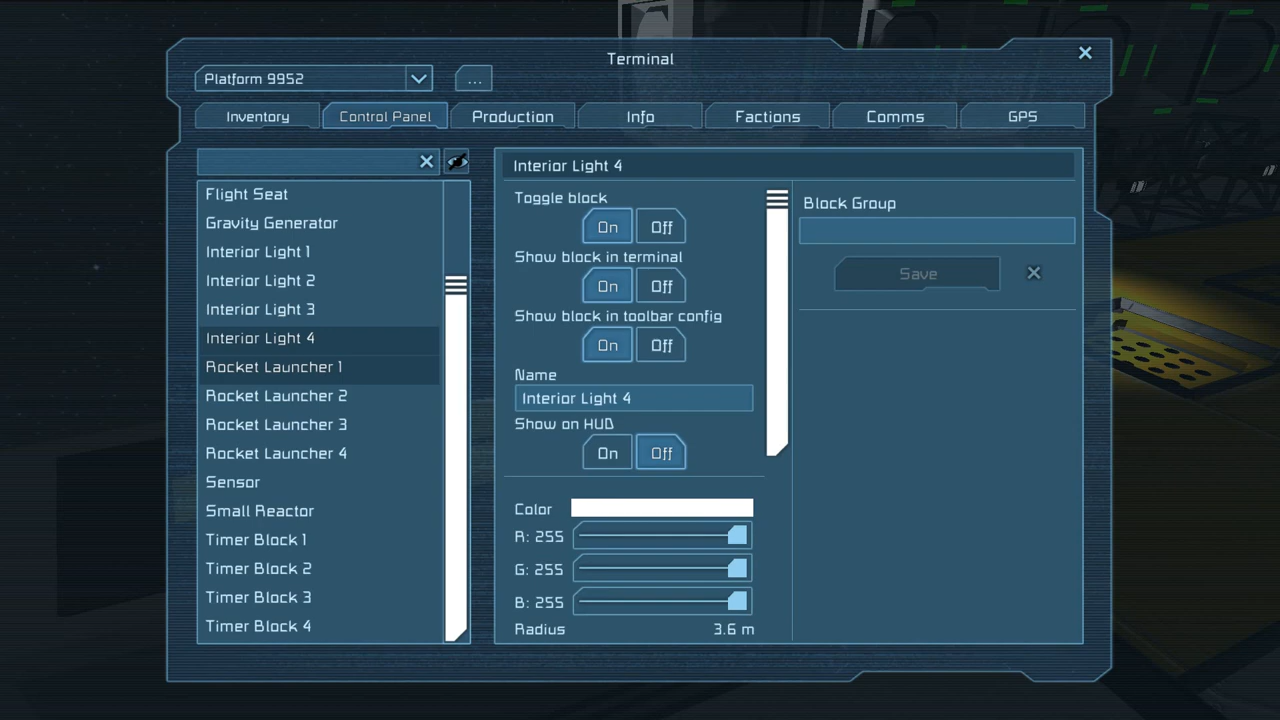 Terminal
Platform 9952
...
Inventory
Control Panel
Production
Info
Factions
Comms
GPS
Flight Seat
Gravity Generator
Interior Light 1
Interior Light 2
Interior Light 3
Interior Light 4
Rocket Launcher 1
Rocket Launcher 2
Rocket Launcher 3
Rocket Launcher 4
Sensor
Small Reactor
Timer Block 1
Timer Block 2
Timer Block 3
Timer Block 4
Interior Light 4
Toggle block
On Off
Show block in terminal
On Off
Show block in toolbar config
On Off
Name
Interior Light 4
Show on HUD
On Off
Color
R: 255
G: 255
B: 255
Radius 3.6 m
Block Group
Save